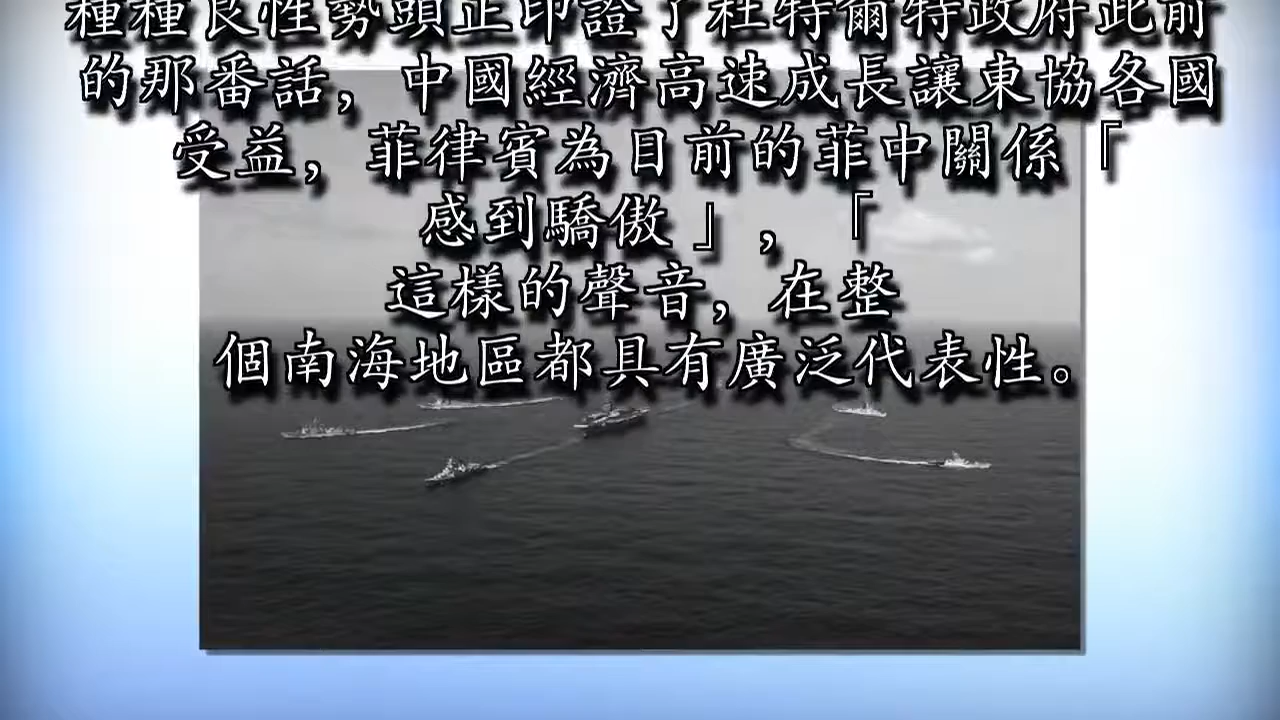 種種良性勢頭正印證了杜特爾特政府此前
的那番話，中國經濟高速成長讓東協各國
受益，菲律賓為目前的菲中關係「
感到驕傲』，『
這樣的聲音，在整
個南海地區都具有廣泛代表性。